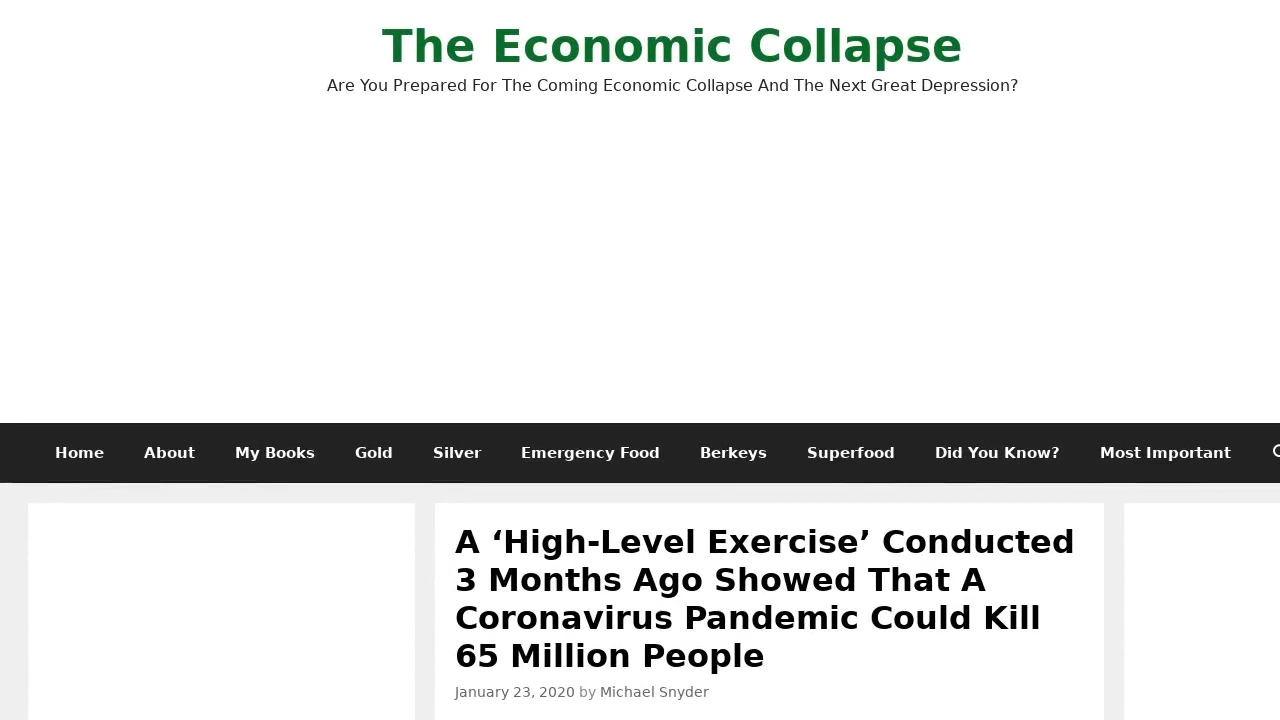 The Economic Collapse
Are You Prepared For The Coming Economic Collapse And The Next Great Depression?
Home About My Books Gold Silver Emergency Food Berkeys Superfood Did You Know? Most Important
A ‘High-Level Exercise’ Conducted
3 Months Ago Showed That A
Coronavirus Pandemic Could Kill
65 Million People
January 23, 2020 by Michael Snyder